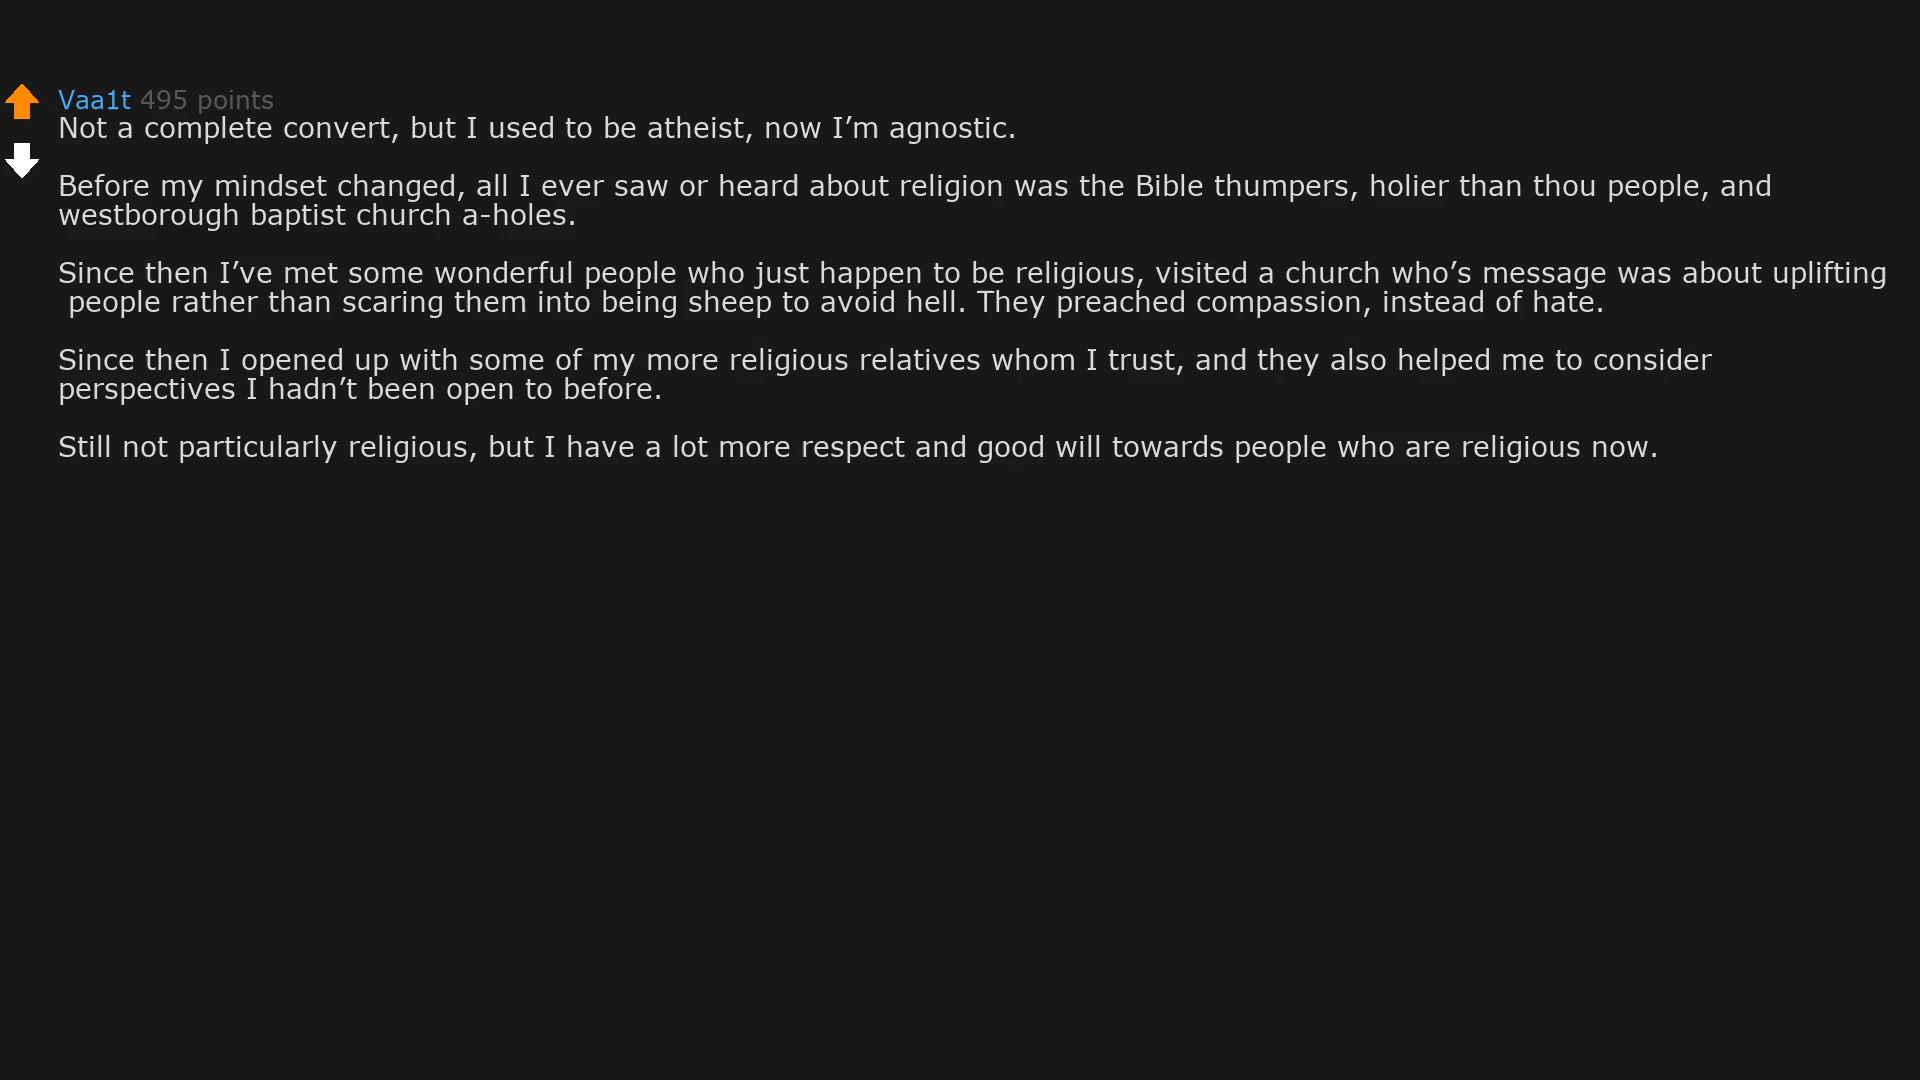 Vaa1t 495 points
Not a complete convert, but I used to be atheist, now I’m agnostic.
Before my mindset changed, all I ever saw or heard about religion was the Bible thumpers, holier than thou people, and
westborough baptist church a-holes.
Since then I’ve met some wonderful people who just happen to be religious, visited a church who’s message was about uplifting
people rather than scaring them into being sheep to avoid hell. They preached compassion, instead of hate.
Since then I opened up with some of my more religious relatives whom I trust, and they also helped me to consider
perspectives I hadn’t been open to before.
Still not particularly religious, but I have a lot more respect and good will towards people who are religious now.